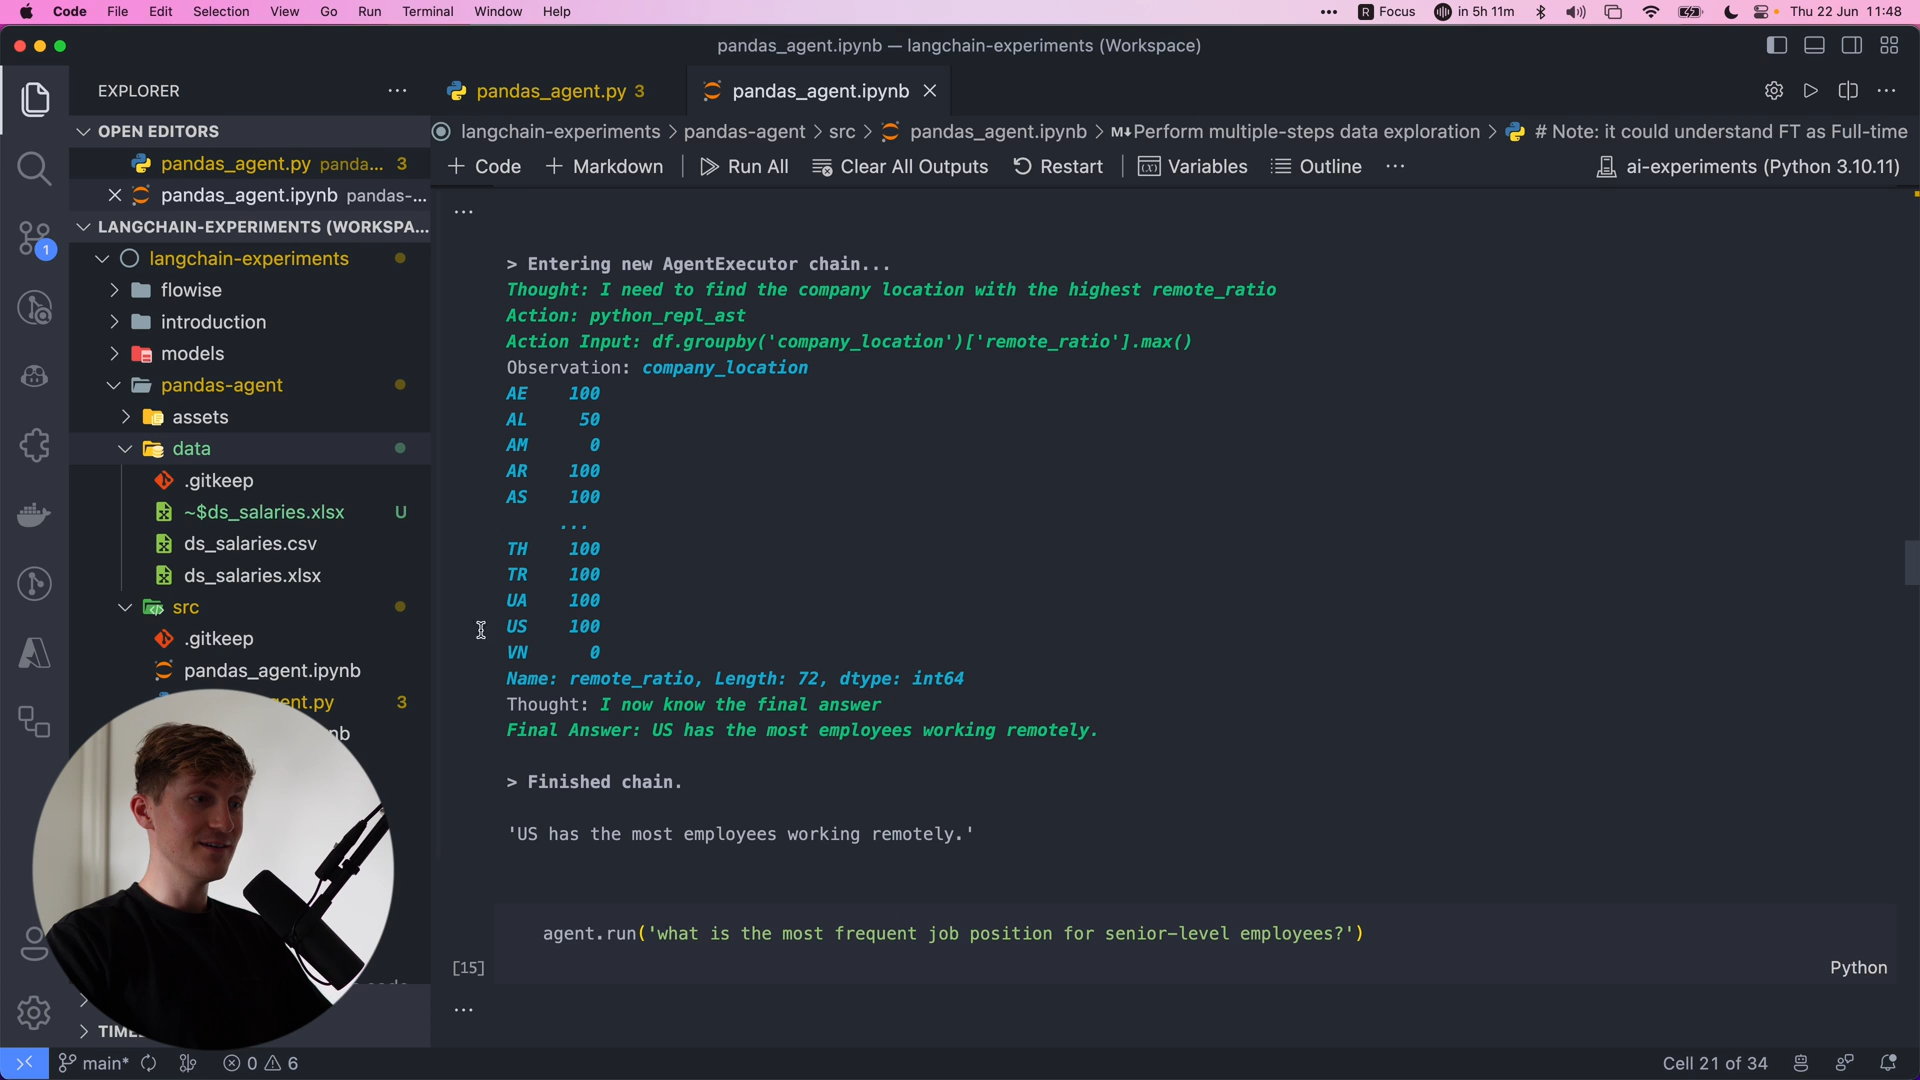 Code File Edit Selection View Go Run Terminal Window Help
R Focus in 5h 11m Thu 22 Jun 11:48
pandas_agent.ipynb — langchain-experiments (Workspace)
EXPLORER
pandas_agent.py 3
pandas_agent.ipynb
OPEN EDITORS
pandas_agent.py panda... 3
pandas_agent.ipynb pandas-...
LANGCHAIN-EXPERIMENTS (WORKSPA...
langchain-experiments
flowise
introduction
models
pandas-agent
assets
data
.gitkeep
~$ds_salaries.xlsx U
ds_salaries.csv
ds_salaries.xlsx
src
.gitkeep
pandas_agent.ipynb
ent.py 3
nb
TIME
1
langchain-experiments > pandas-agent > src > pandas_agent.ipynb > M↓Perform multiple-steps data exploration > # Note: it could understand FT as Full-time
+ Code + Markdown Run All Clear All Outputs Restart Variables Outline ... ai-experiments (Python 3.10.11)
...
> Entering new AgentExecutor chain...
Thought: I need to find the company location with the highest remote_ratio
Action: python_repl_ast
Action Input: df.groupby('company_location')['remote_ratio'].max()
Observation: company_location
AE 100
AL 50
AM 0
AR 100
AS 100
...
TH 100
TR 100
UA 100
US 100
VN 0
Name: remote_ratio, Length: 72, dtype: int64
Thought: I now know the final answer
Final Answer: US has the most employees working remotely.
> Finished chain.
'US has the most employees working remotely.'
agent.run('what is the most frequent job position for senior-level employees?')
[15]
Python
...
main* 0 6
Cell 21 of 34